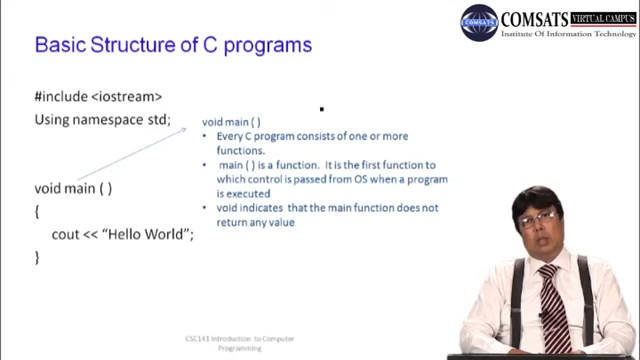 COMSATS VIRTUAL CAMPUS
Institute Of Information Technology
Basic Structure of C programs
#include <iostream>
Using namespace std;
void main ( )
{
cout << “Hello World”;
}
void main ( )
• Every C program consists of one or more
functions.
• main ( ) is a function. It is the first function to
which control is passed from OS when a program
is executed
• void indicates that the main function does not
return any value
CSC141 Introduction to Computer
Programming